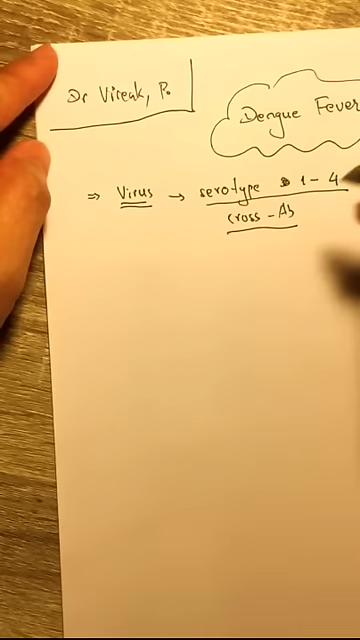 Dr Vireak, P.
Dengue Fever
⇒ Virus → serotype 1 - 4
cross - Ab